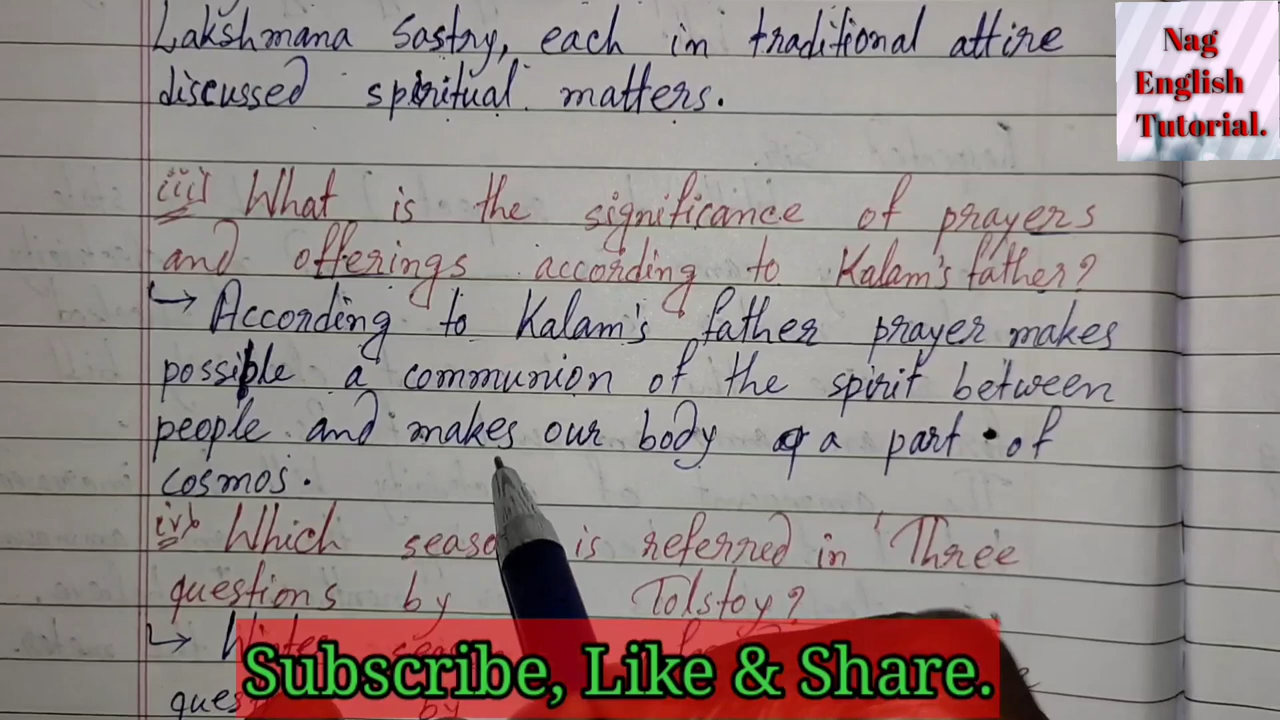 Lakshmana Sastry, each in traditional attire
discussed spiritual matters.
iii) What is the significance of prayers
and offerings according to Kalam's father?
→ According to Kalam's father prayer makes
possible a communion of the spirit between
people and makes our body a part of
cosmos.
iv) Which is referred in 'Three
questions by Tolstoy?
→
by
Nag
English
Tutorial.
Subscribe, Like & Share.